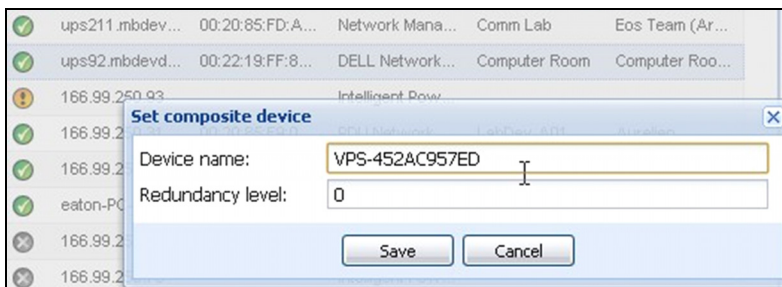 ups211.mbdev... 00:20:85:FD:A... Network Mana... Comm Lab Eos Team (Ar...
ups92.mbdevd... 00:22:19:FF:8... DELL Network... Computer Room Computer Roo...
166.99.250.93 Intelligent Pow...
Set composite device
166.99.2
Device name: VPS-452AC957ED
166.99.2
Redundancy level: 0
eaton-PC
166.99.2
Save Cancel
166.99.2